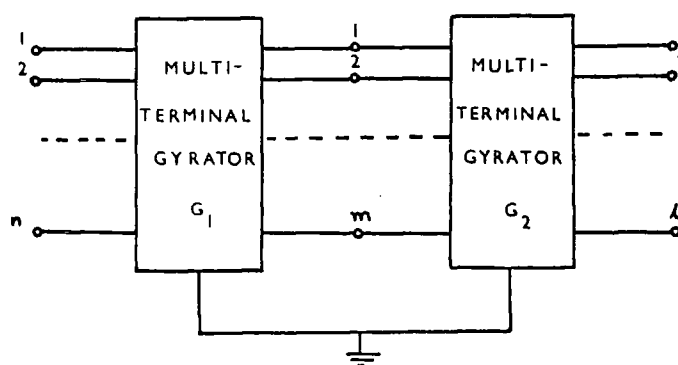 1
2
n
MULTI-
TERMINAL
GYRATOR
G1
1
2
m
MULTI-
TERMINAL
GYRATOR
G2
l